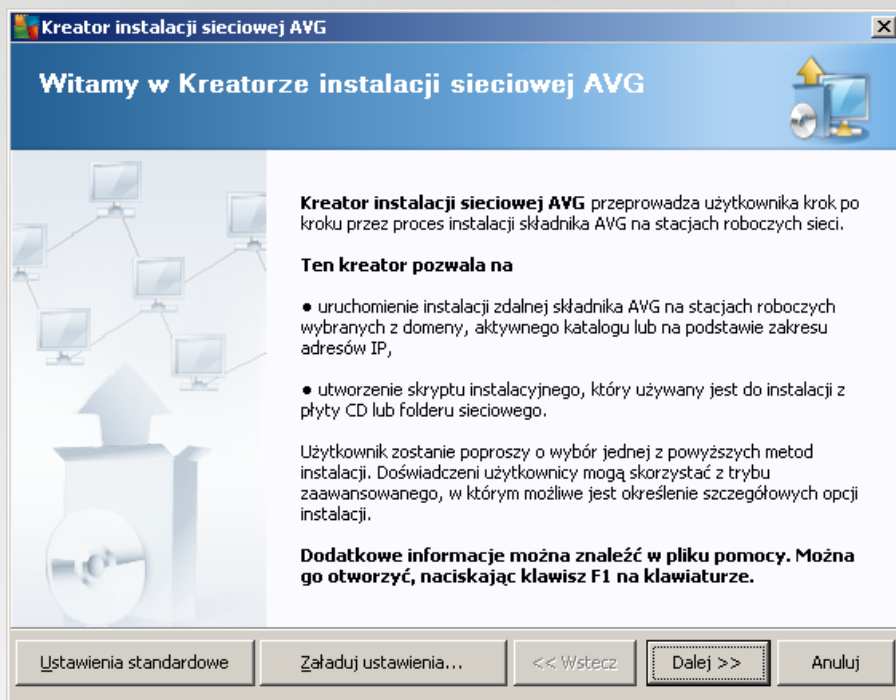 Kreator instalacji sieciowej AVG
Witamy w Kreatorze instalacji sieciowej AVG
Kreator instalacji sieciowej AVG przeprowadza użytkownika krok po
kroku przez proces instalacji składnika AVG na stacjach roboczych sieci.
Ten kreator pozwala na
● uruchomienie instalacji zdalnej składnika AVG na stacjach roboczych
wybranych z domeny, aktywnego katalogu lub na podstawie zakresu
adresów IP,
● utworzenie skryptu instalacyjnego, który używany jest do instalacji z
płyty CD lub folderu sieciowego.
Użytkownik zostanie poproszy o wybór jednej z powyższych metod
instalacji. Doświadczeni użytkownicy mogą skorzystać z trybu
zaawansowanego, w którym możliwe jest określenie szczegółowych opcji
instalacji.
Dodatkowe informacje można znaleźć w pliku pomocy. Można
go otworzyć, naciskając klawisz F1 na klawiaturze.
Ustawienia standardowe
Załaduj ustawienia...
<< Wstecz
Dalej >>
Anuluj